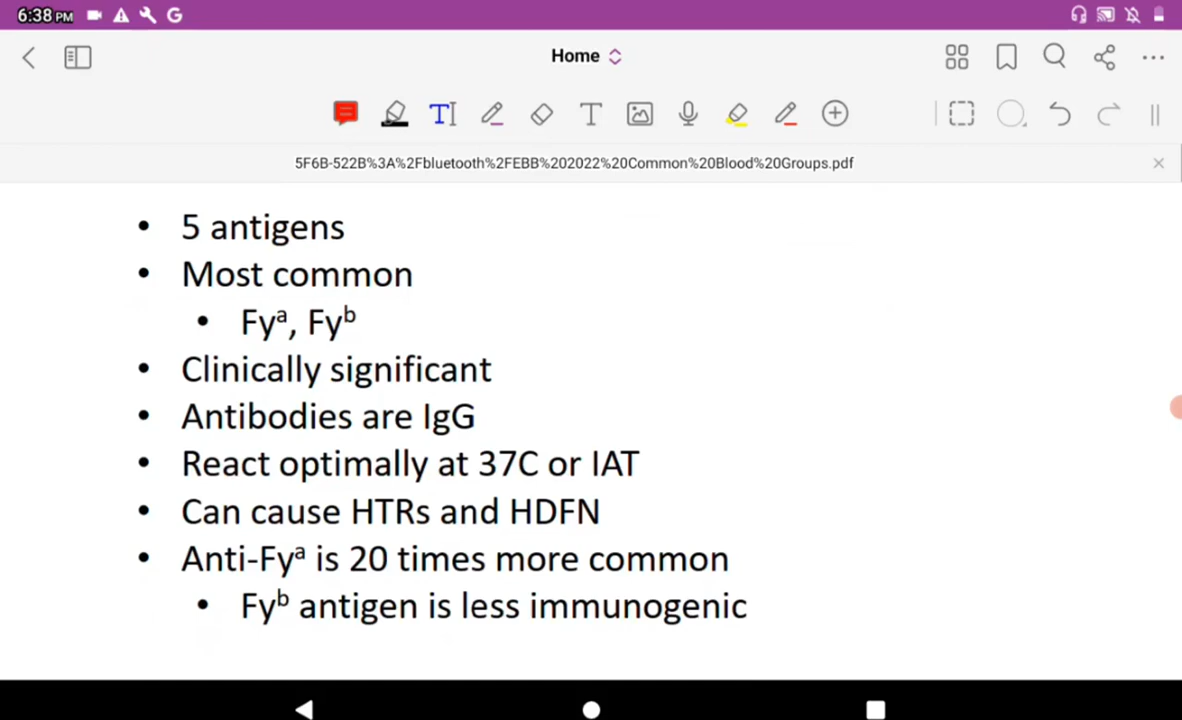 6:38 PM
Home
5F6B-522B%3A%2Fbluetooth%2FEBB%202022%20Common%20Blood%20Groups.pdf
• 5 antigens
• Most common
• Fyᵃ, Fyᵇ
• Clinically significant
• Antibodies are IgG
• React optimally at 37C or IAT
• Can cause HTRs and HDFN
• Anti-Fyᵃ is 20 times more common
• Fyᵇ antigen is less immunogenic